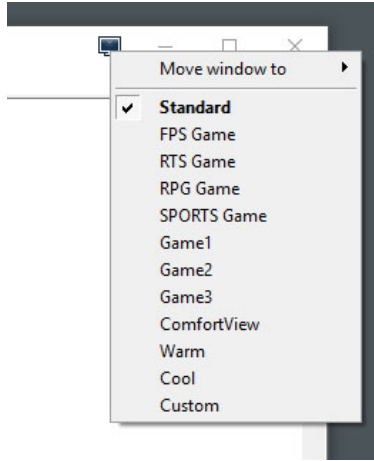 Move window to
Standard
FPS Game
RTS Game
RPG Game
SPORTS Game
Game1
Game2
Game3
ComfortView
Warm
Cool
Custom